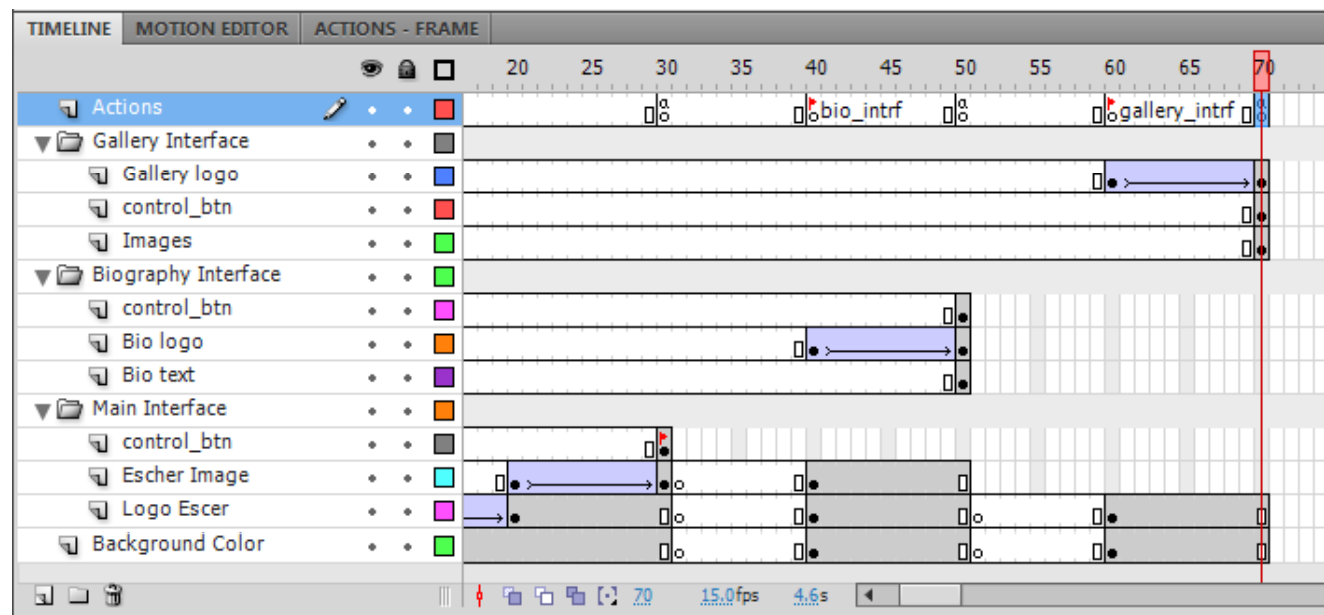 TIMELINE MOTION EDITOR ACTIONS - FRAME
20 25 30 35 40 45 50 55 60 65 70
Actions bio_intrf gallery_intrf
Gallery Interface
Gallery logo
control_btn
Images
Biography Interface
control_btn
Bio logo
Bio text
Main Interface
control_btn
Escher Image
Logo Escer
Background Color
70 15.0fps 4.6s